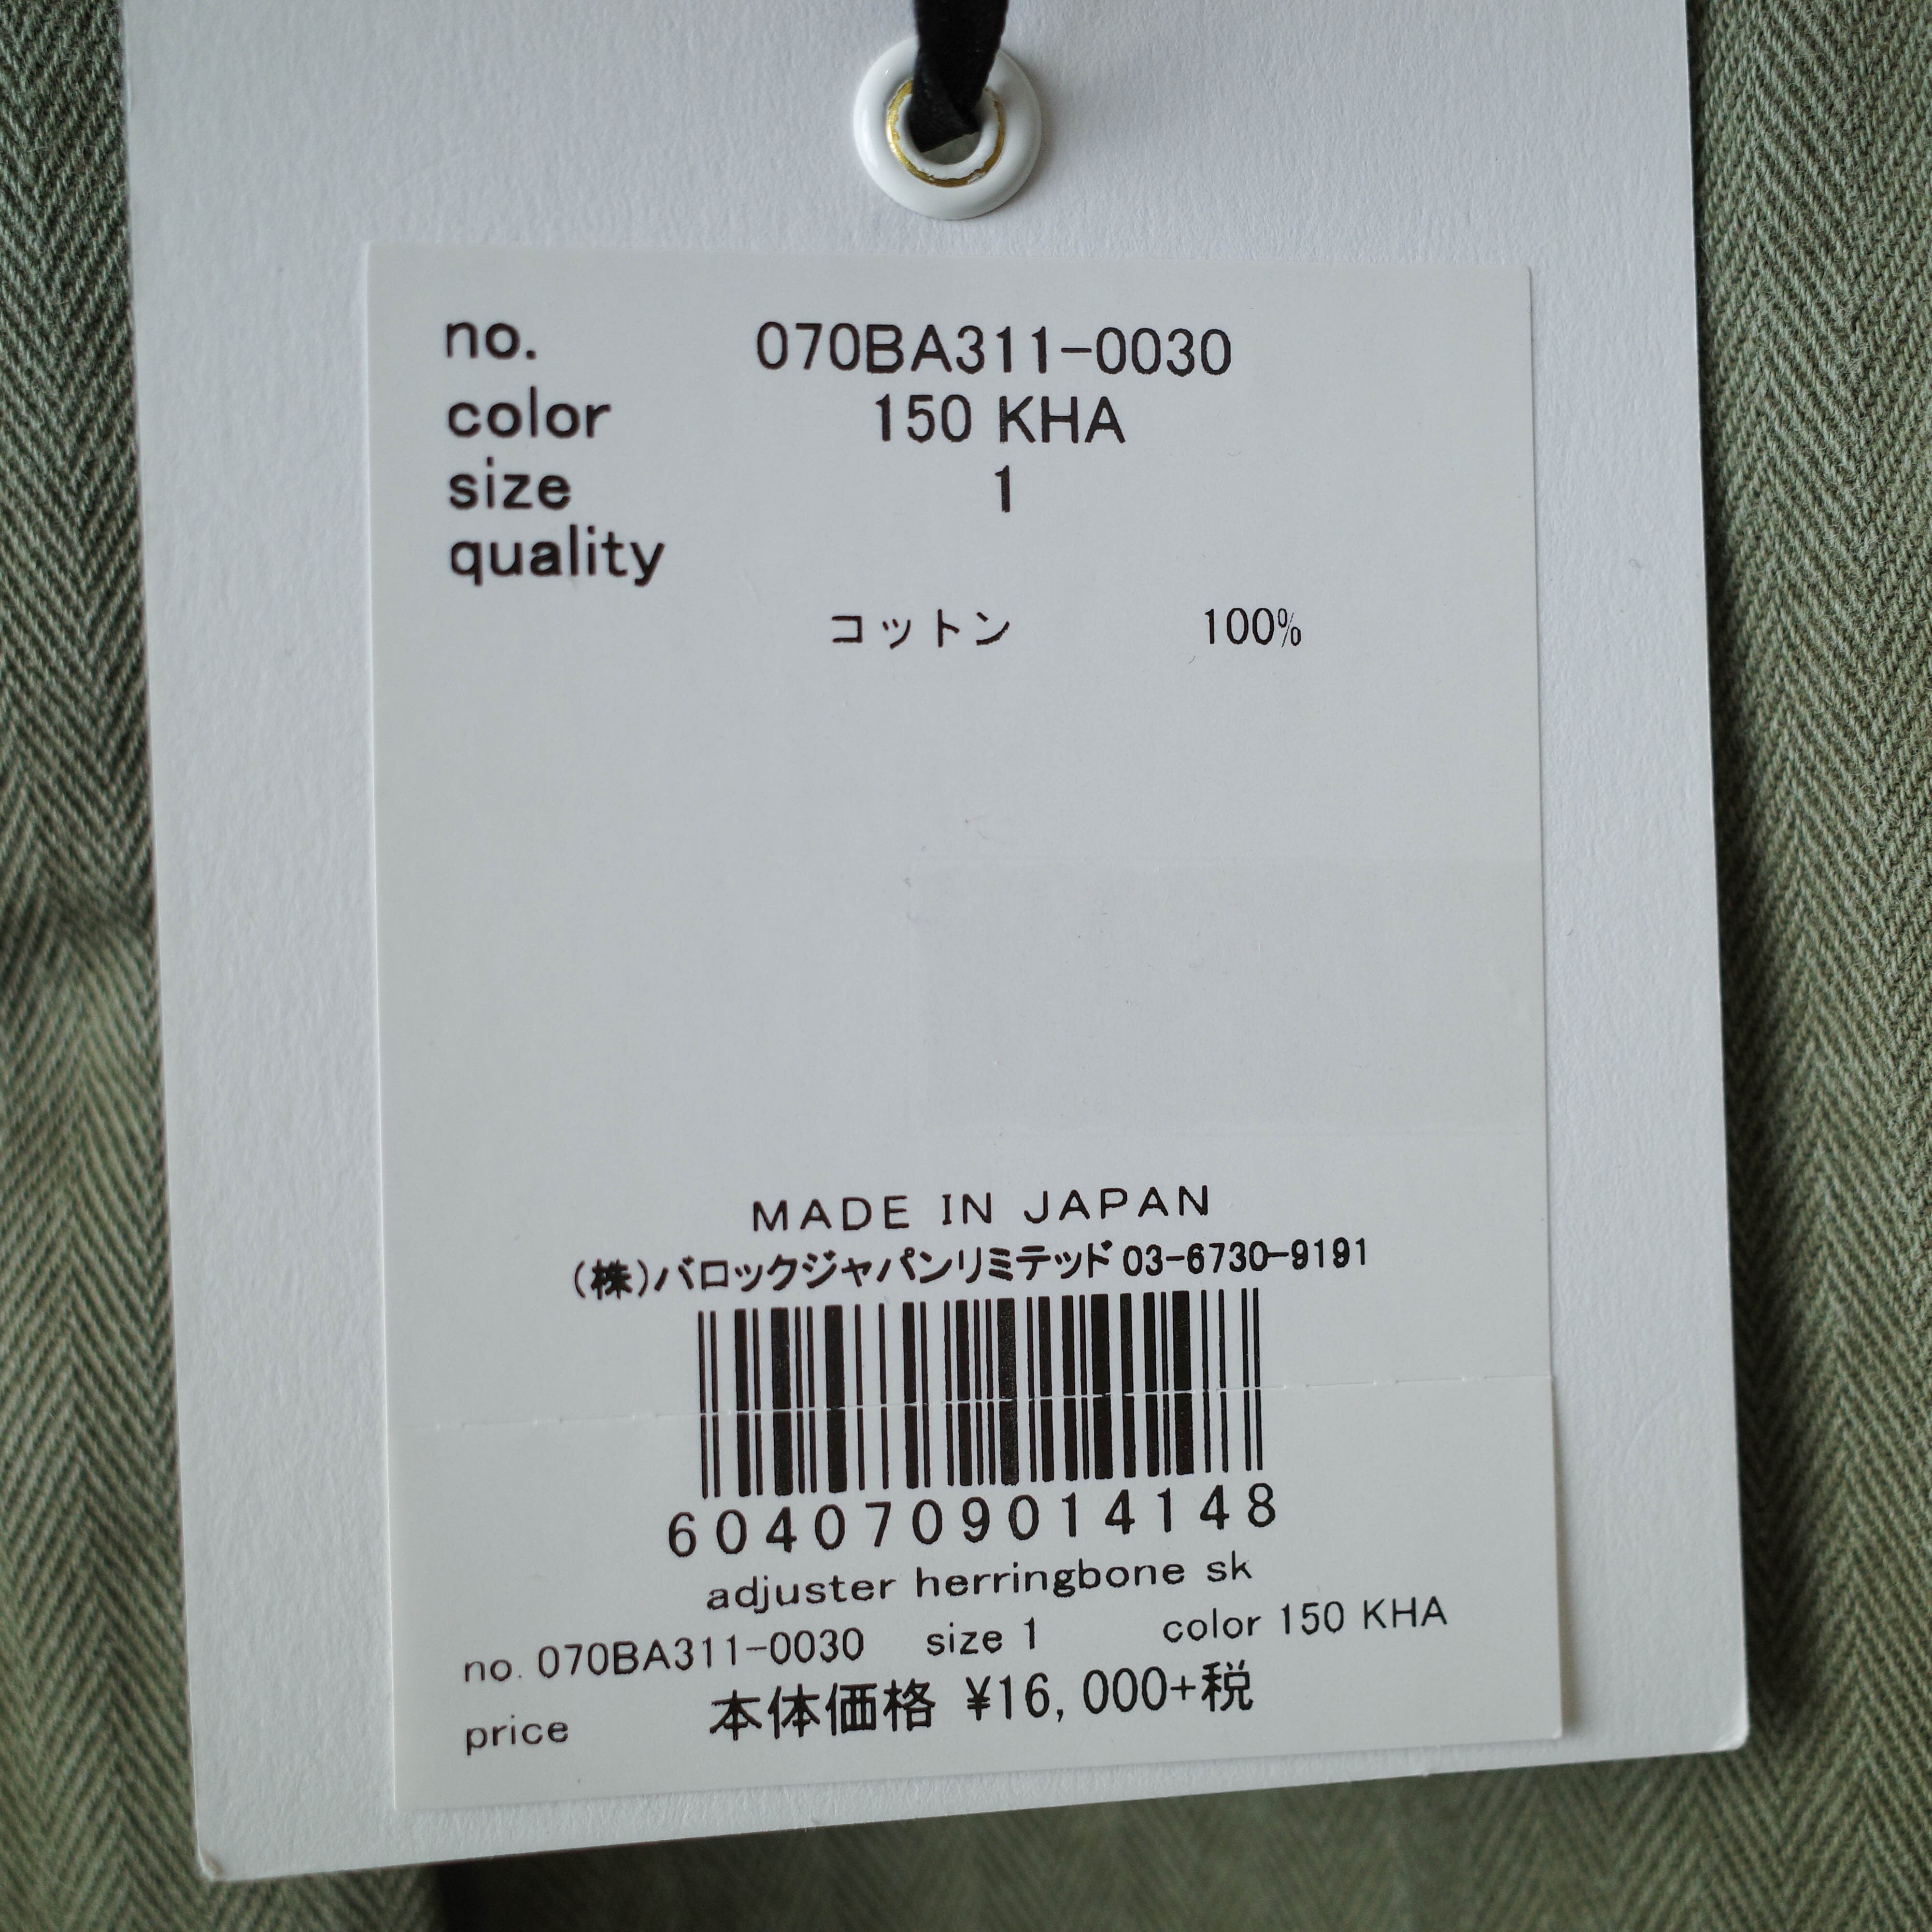 no. 070BA311-0030
color 150 KHA
size 1
quality
コットン 100%
MADE IN JAPAN
(株)バロックジャパンリミテッド 03-6730-9191
6040709014148
adjuster herringbone sk
no. 070BA311-0030 size 1 color 150 KHA
price 本体価格 ¥16,000+税